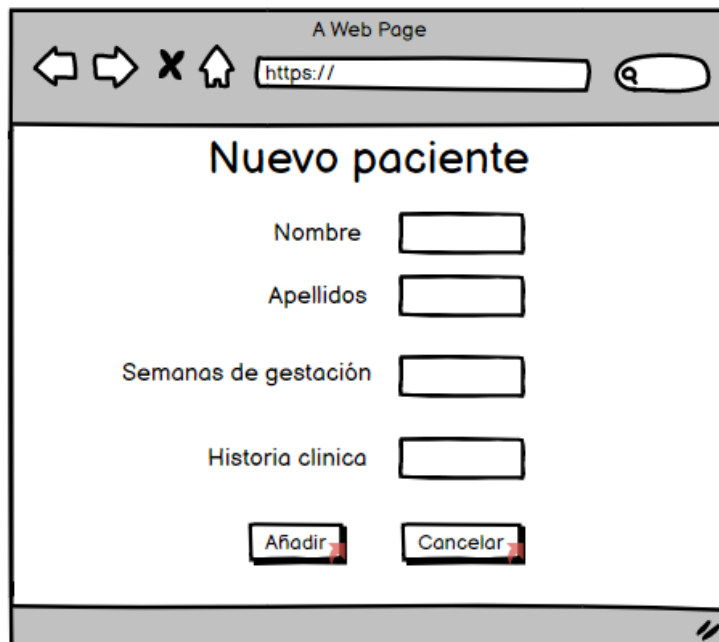 A Web Page
https://
Nuevo paciente
Nombre
Apellidos
Semanas de gestación
Historia clinica
Añadir Cancelar